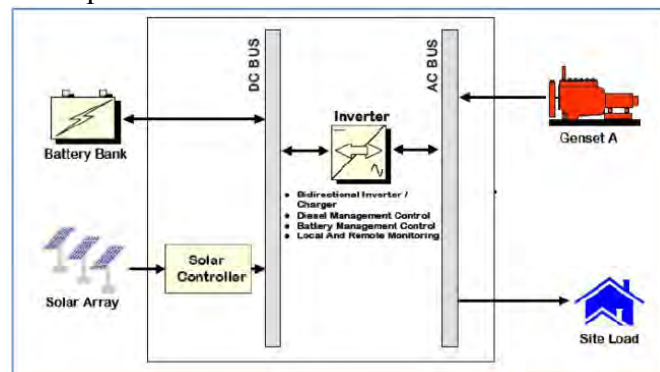 DC BUS
AC BUS
Battery Bank
Inverter
Genset A
Bidirectional Inverter /
Charger
Diesel Management Control
Battery Management Control
Local And Remote Monitoring
Solar Array
Solar
Controller
Site Load